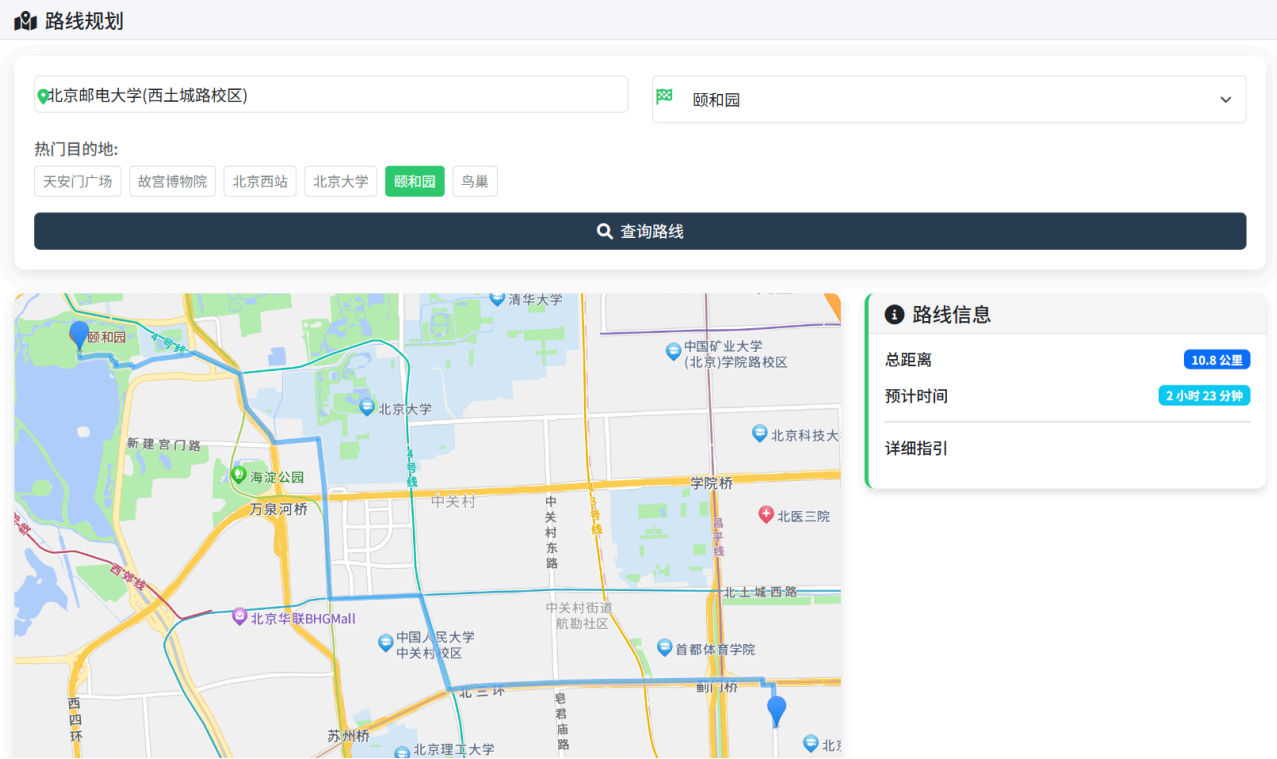 路线规划
北京邮电大学(西土城路校区)
颐和园
热门目的地:
天安门广场
故宫博物院
北京西站
北京大学
颐和园
鸟巢
查询路线
清华大学
颐和园
4号线
中国矿业大学
(北京)学院路校区
北京大学
北京科技大
新建宫门路
4号线
海淀公园
中关村
学院桥
万泉河桥
13号线
中关村东路
北医三院
昌平线
西郊线
北土城西路
中关村街道
航勘社区
北京华联BHGMall
中国人民大学
中关村校区
首都体育学院
北三环
蓟门桥
西四环
皂君庙路
苏州桥
北京理工大学
路线信息
总距离
10.8 公里
预计时间
2 小时 23 分钟
详细指引